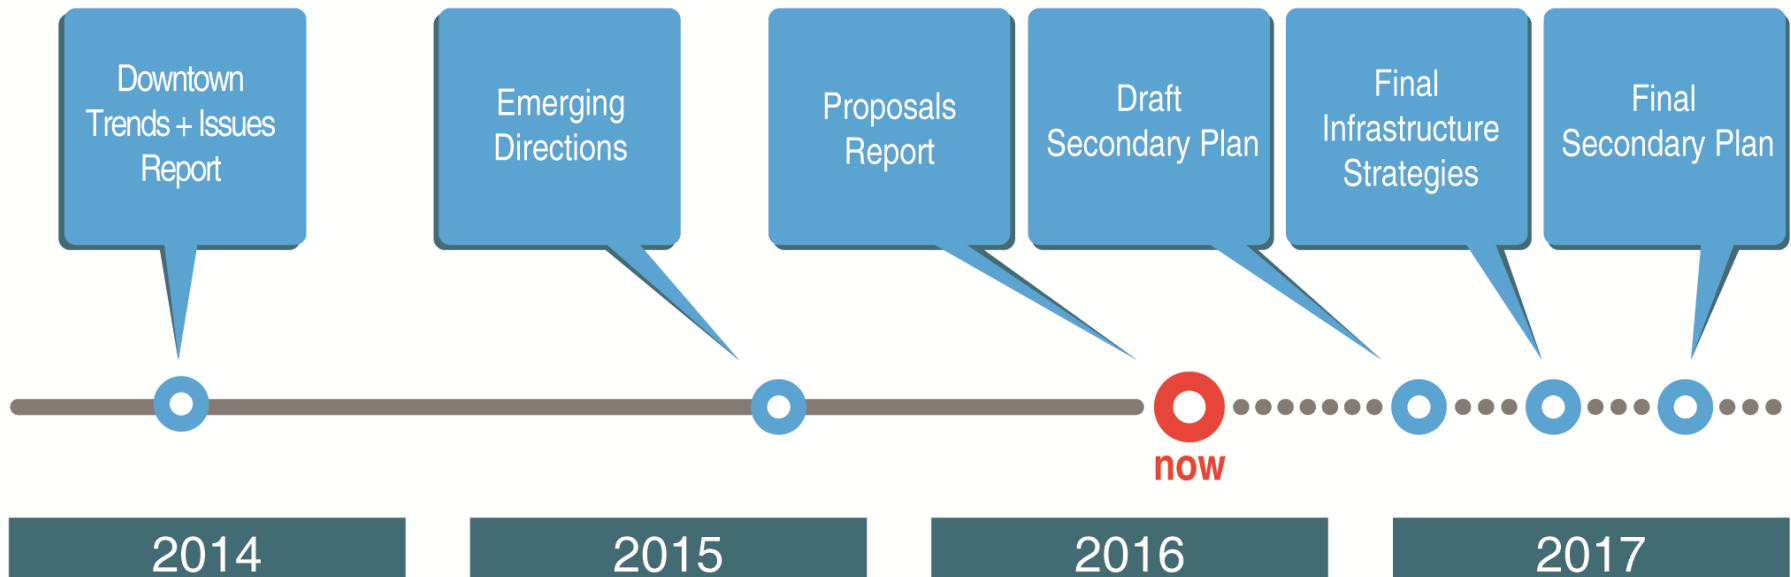 Downtown
Trends + Issues
Report
Emerging
Directions
Proposals
Report
Draft
Secondary Plan
Final
Infrastructure
Strategies
Final
Secondary Plan
now
2014
2015
2016
2017